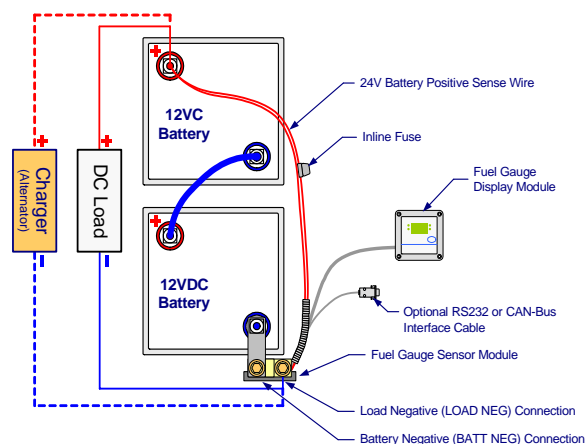 +
12VC
Battery
+
12VDC
Battery
+
Charger
(Alternator)
-
+
DC Load
-
24V Battery Positive Sense Wire
Inline Fuse
Fuel Gauge
Display Module
Optional RS232 or CAN-Bus
Interface Cable
Fuel Gauge Sensor Module
Load Negative (LOAD NEG) Connection
Battery Negative (BATT NEG) Connection